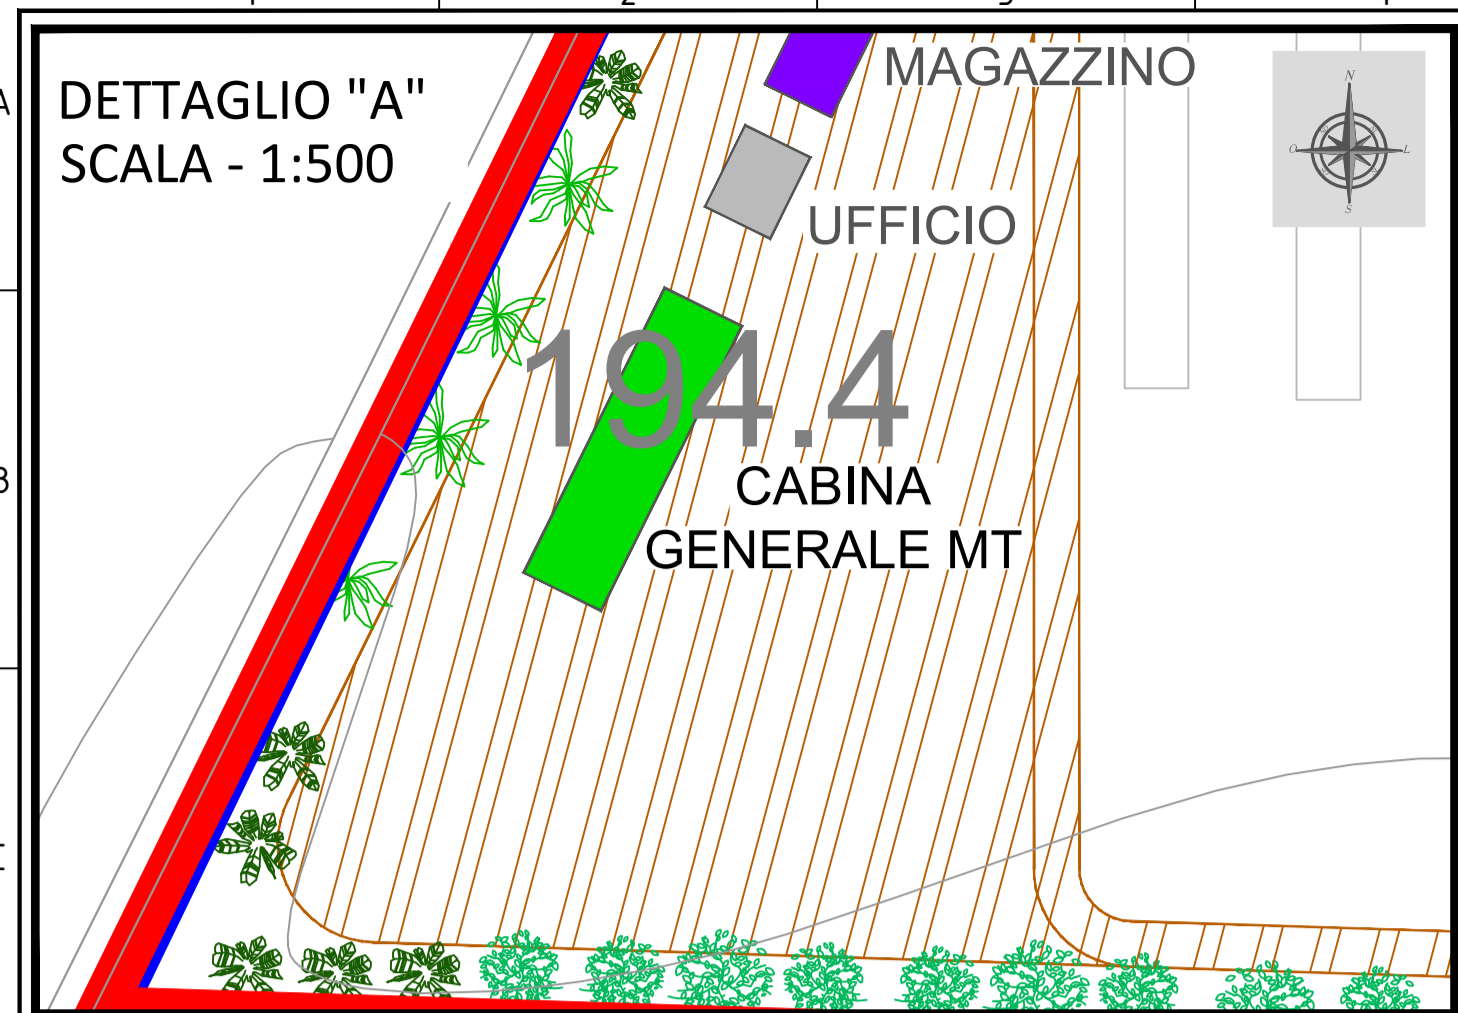 DETTAGLIO "A"
SCALA - 1:500
MAGAZZINO
N
O
L
S
UFFICIO
194.4
CABINA
GENERALE MT